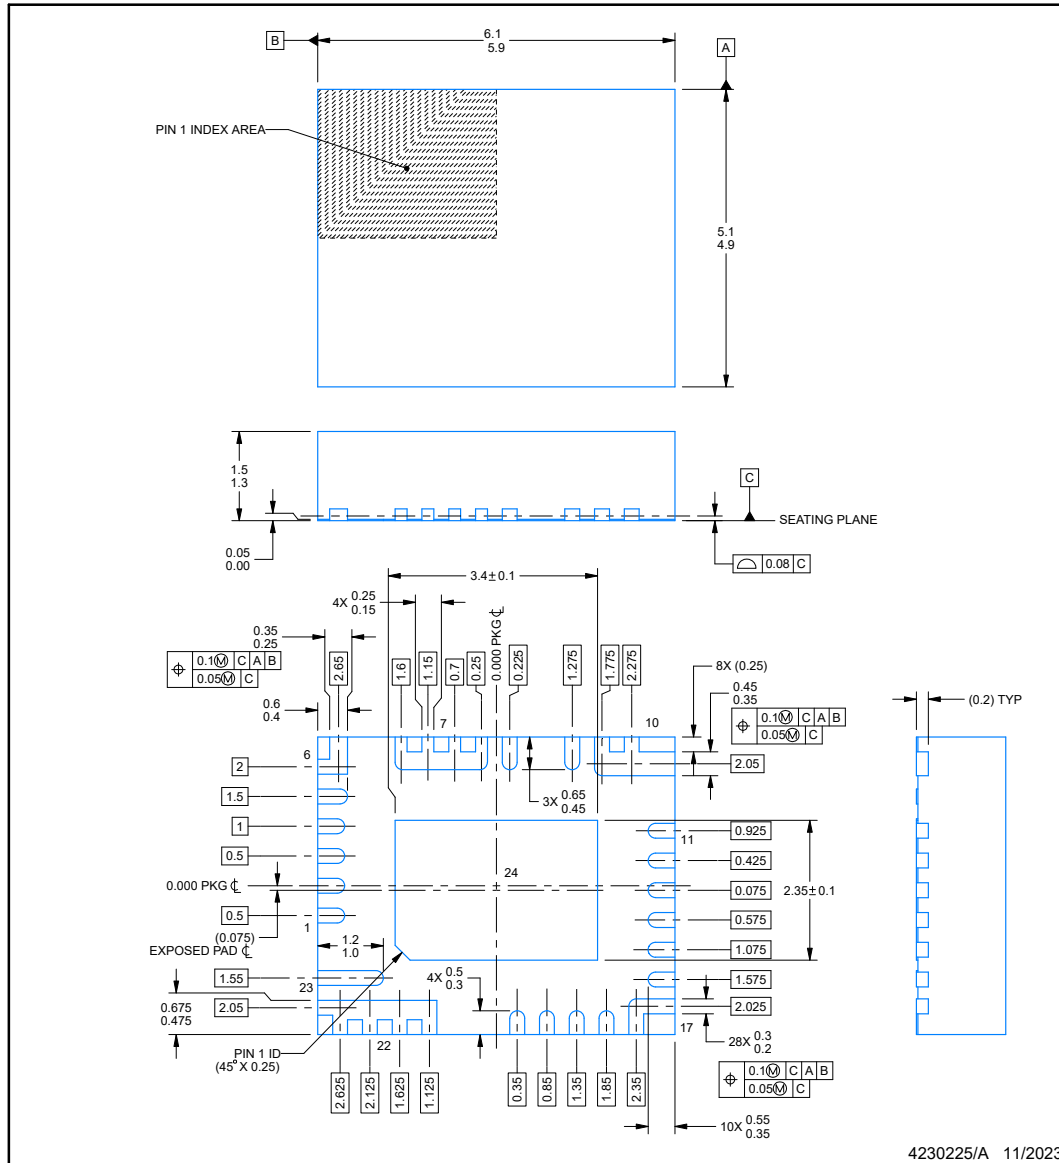 B
6.1
5.9
A
PIN 1 INDEX AREA
5.1
4.9
1.5
1.3
C
SEATING PLANE
0.05
0.00
0.08 C
3.4±0.1
4X 0.25
0.15
0.35
0.25
0.1Ⓜ C A B
0.05Ⓜ C
2.65
1.6
1.15
0.7
0.25
0.000 PKG ℄
0.225
1.275
1.775
2.275
8X (0.25)
0.45
0.35
(0.2) TYP
0.6
0.4
7
10
0.1Ⓜ C A B
0.05Ⓜ C
6
2
2.05
1.5
3X 0.65
0.45
1
0.925
11
0.5
0.425
24
0.000 PKG ℄
0.075
2.35±0.1
0.5
0.575
1
(0.075)
1.2
1.0
EXPOSED PAD ℄
1.075
1.55
4X 0.5
0.3
1.575
23
0.675
0.475
2.05
2.025
17
28X 0.3
0.2
22
PIN 1 ID
(45° X 0.25)
0.1Ⓜ C A B
0.05Ⓜ C
2.625
2.125
1.625
1.125
0.35
0.85
1.35
1.85
2.35
10X 0.55
0.35
4230225/A 11/2023